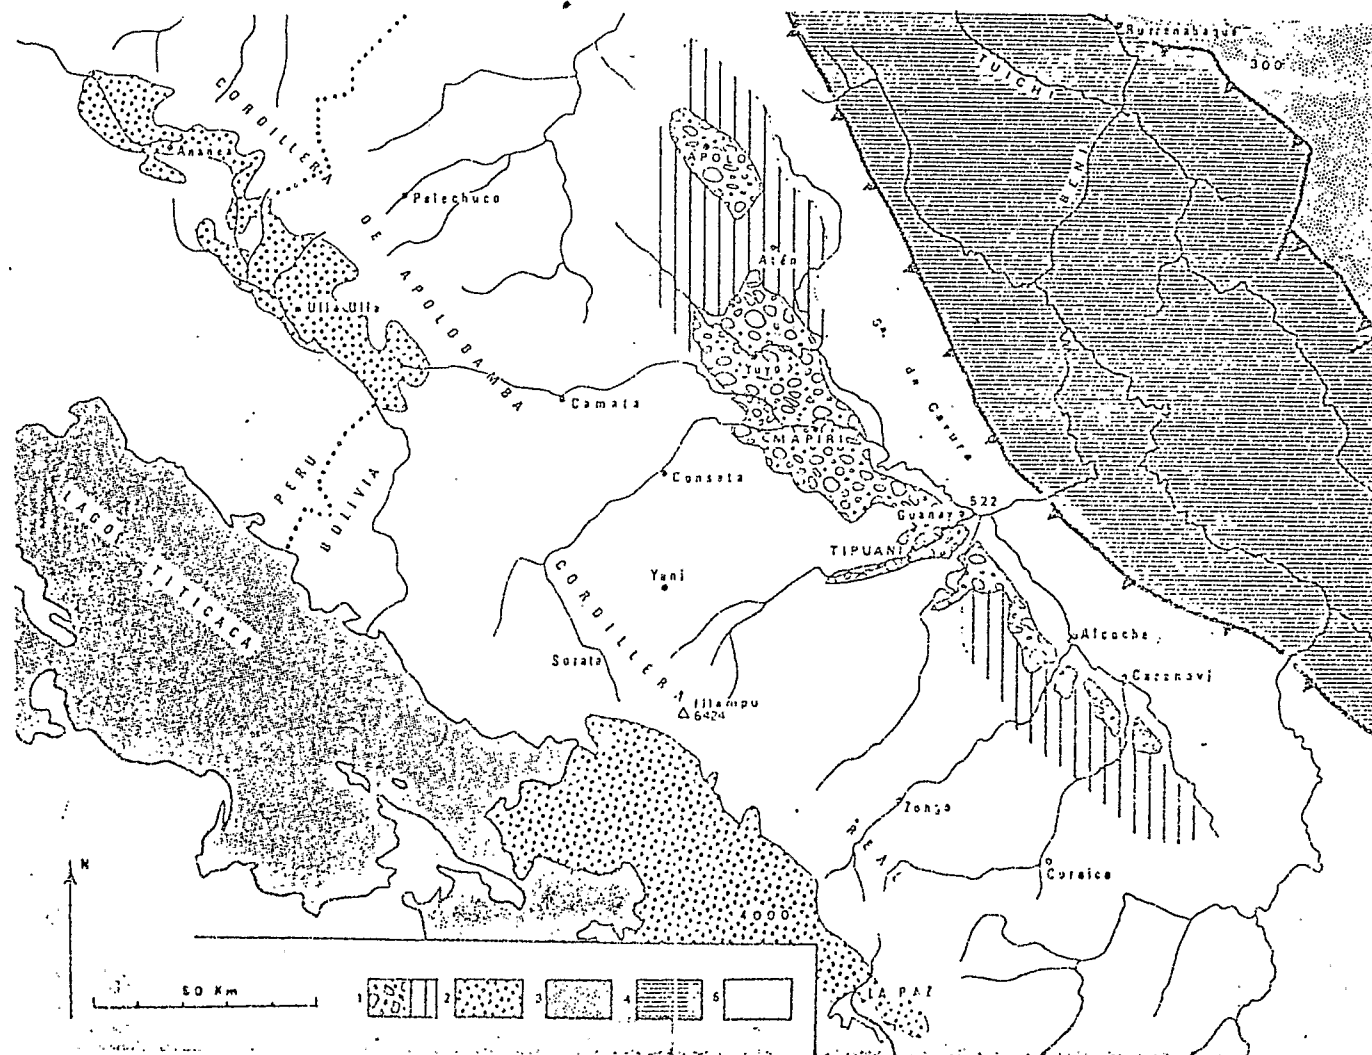 Rurrenabaque
300
TUICHI
BENI
CORDILLERA
DE APOLOBAMBA
Ananea
Pelechuco
APOLO
Atén
Ulla-Ulla
Yuyo
Camata
MAPIRI
Consata
PERU
BOLIVIA
LAGO TITICACA
522
Guanay
TIPUANI
Yani
CORDILLERA
REAL
Sorata
Illampu
6424
Alcoche
Caranavi
Zongo
Coroico
4000
LA PAZ
N
50 Km
1
2
3
4
5